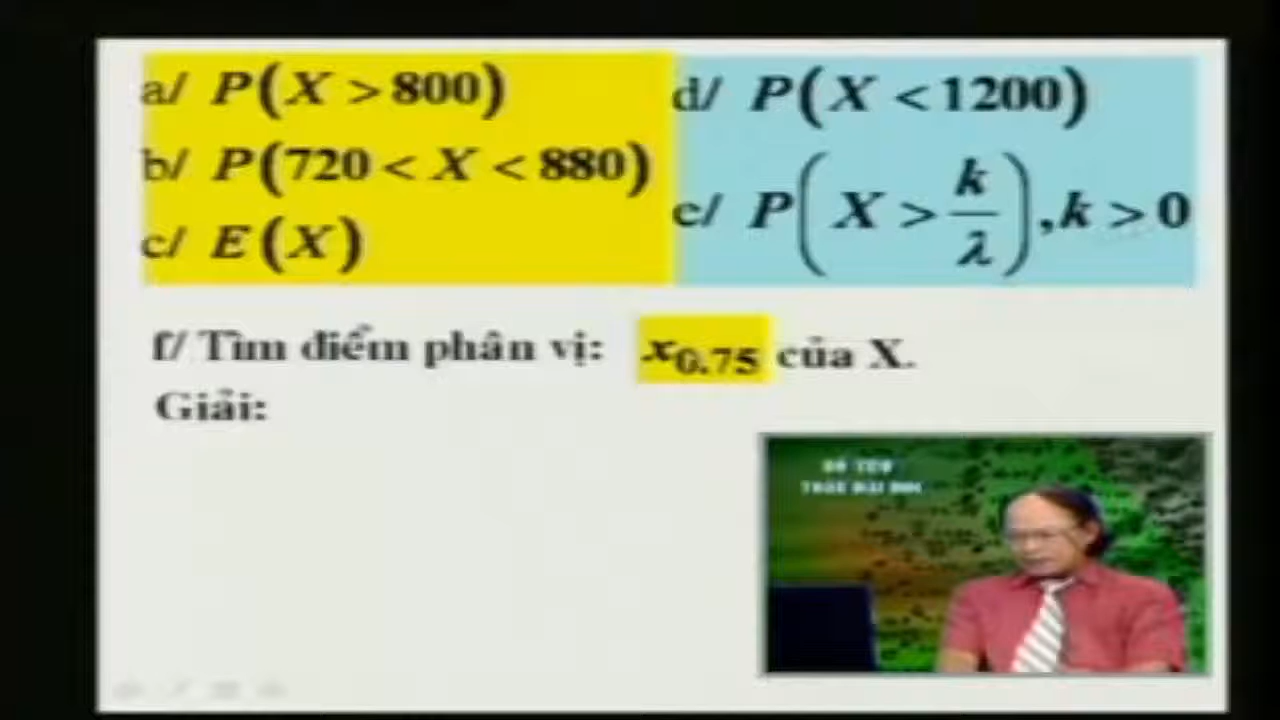 a/ P(X > 800)
b/ P(720 < X < 880)
c/ E(X)
d/ P(X < 1200)
e/ P(X > k/λ), k > 0
f/ Tìm điểm phân vị: x0.75 của X.
Giải: